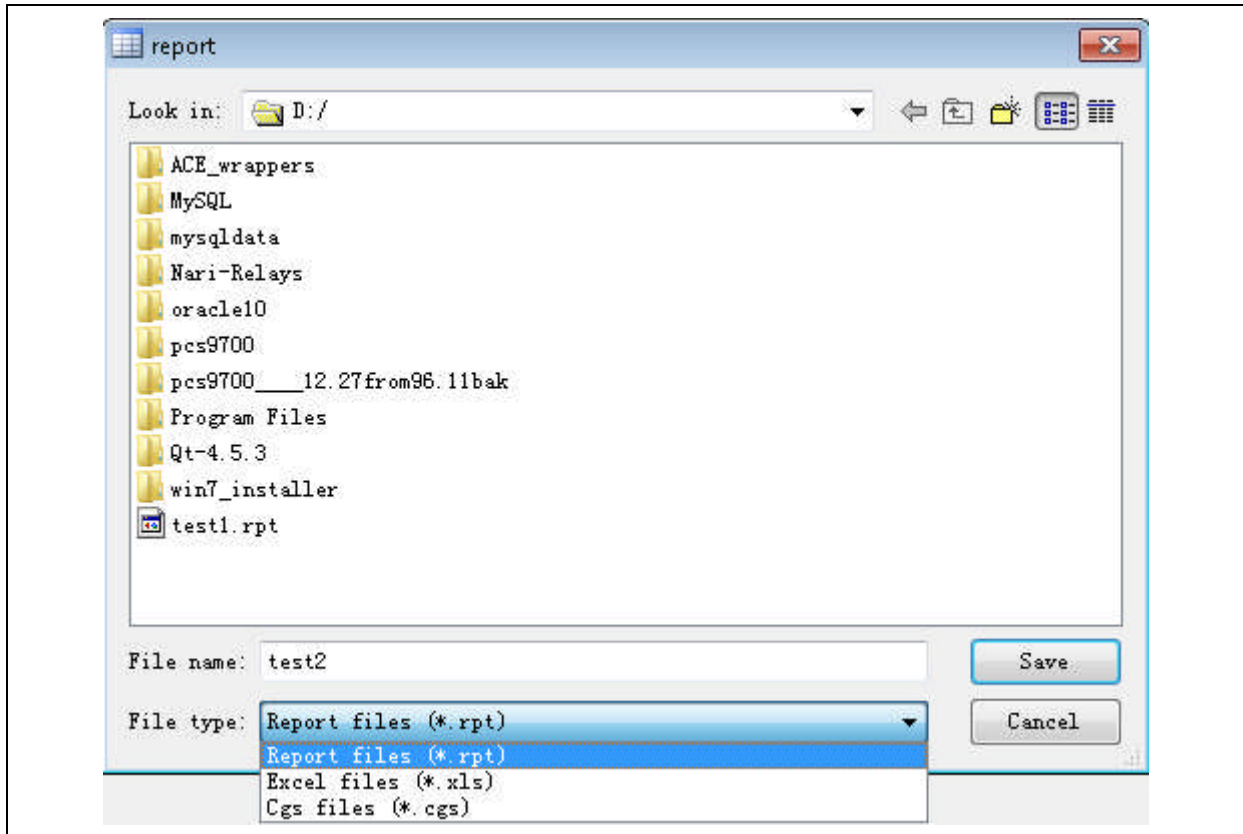 report
Look in: D:/
ACE_wrappers
MySQL
mysqldata
Nari-Relays
oracle10
pcs9700
pcs9700____12.27from96.11bak
Program Files
Qt-4.5.3
win7_installer
test1.rpt
File name: test2 Save
File type: Report files (*.rpt) Cancel
Report files (*.rpt)
Excel files (*.xls)
Cgs files (*.cgs)